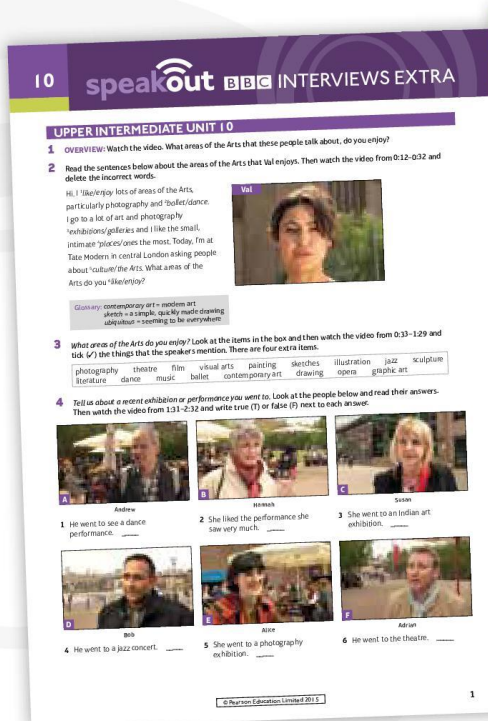 10
speakout BBC INTERVIEWS EXTRA
UPPER INTERMEDIATE UNIT 10
1 OVERVIEW: Watch the video. What areas of the Arts that these people talk about, do you enjoy?
2 Read the sentences below about the areas of the Arts that Val enjoys. Then watch the video from 0:12–0:32 and
delete the incorrect words.
Hi, I ¹like/enjoy lots of areas of the Arts,
particularly photography and ²ballet/dance.
I go to a lot of art and photography
³exhibitions/galleries and I like the small,
intimate ⁴places/ones the most. Today, I'm at
Tate Modern in central London asking people
about ⁵culture/the Arts. What areas of the
Arts do you ⁶like/enjoy?
Val
Glossary: contemporary art = modern art
sketch = a simple, quickly made drawing
ubiquitous = seeming to be everywhere
3 What areas of the Arts do you enjoy? Look at the items in the box and then watch the video from 0:33–1:29 and
tick (✓) the things that the speakers mention. There are four extra items.
photography theatre film visual arts painting sketches illustration jazz sculpture
literature dance music ballet contemporary art drawing opera graphic art
4 Tell us about a recent exhibition or performance you went to. Look at the people below and read their answers.
Then watch the video from 1:31–2:32 and write true (T) or false (F) next to each answer.
A
B
C
Andrew
Hannah
Susan
1 He went to see a dance
performance. ____
2 She liked the performance she
saw very much. ____
3 She went to an Indian art
exhibition. ____
D
E
F
Bob
Alice
Adrian
4 He went to a jazz concert. ____
5 She went to a photography
exhibition. ____
6 He went to the theatre. ____
© Pearson Education Limited 2015
1